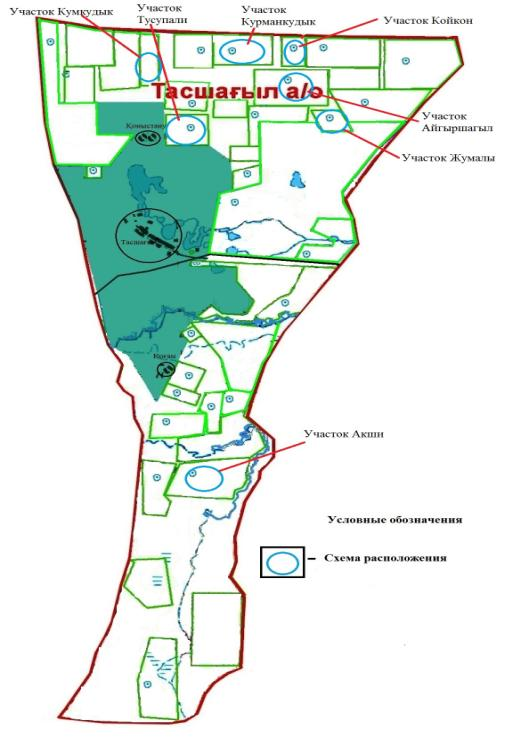 Участок Кумкудык
Участок
Тусупали
Участок
Курманкудык
Участок Койкон
Тасшағыл а/о
Участок
Айгыршагыл
Қоныстану
Участок Жумалы
Участок Акши
Условные обозначения
– Схема расположения